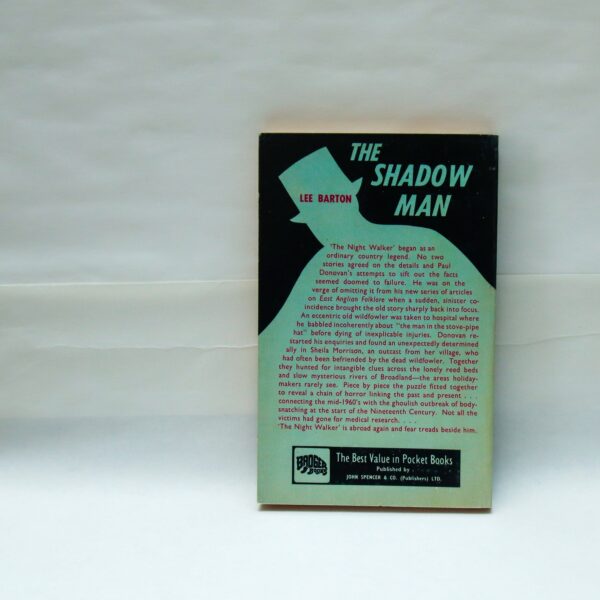 THE
SHADOW
MAN
LEE BARTON
'The Night Walker' began as an
ordinary country legend. No two
stories agreed on the details and Paul
Donovan's attempts to sift out the facts
seemed doomed to failure. He was on the
verge of omitting it from his new series of articles
on East Anglian Folklore when a sudden, sinister co-
incidence brought the old story sharply back into focus.
An eccentric old wildfowler was taken to hospital where
he babbled incoherently about "the man in the stove-pipe
hat" before dying of inexplicable injuries. Donovan re-
started his enquiries and found an unexpectedly determined
ally in Sheila Morrison, an outcast from her village, who
had often been befriended by the dead wildfowler. Together
they hunted for intangible clues across the lonely reed beds
and slow mysterious rivers of Broadland—the areas holiday-
makers rarely see. Piece by piece the puzzle fitted together
to reveal a chain of horror linking the past and present . . .
connecting the mid-1960's with the ghoulish outbreak of body-
snatching at the start of the Nineteenth Century. Not all the
victims had gone for medical research. . . .
'The Night Walker' is abroad again and fear treads beside him.
BADGER
BOOKS
The Best Value in Pocket Books
Published by
JOHN SPENCER & CO. (Publishers) LTD.